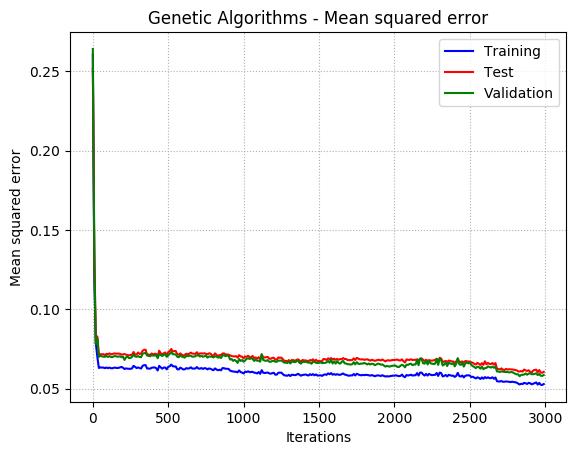 Genetic Algorithms - Mean squared error
Training
Test
Validation
Mean squared error
0.25
0.20
0.15
0.10
0.05
0
500
1000
1500
2000
2500
3000
Iterations